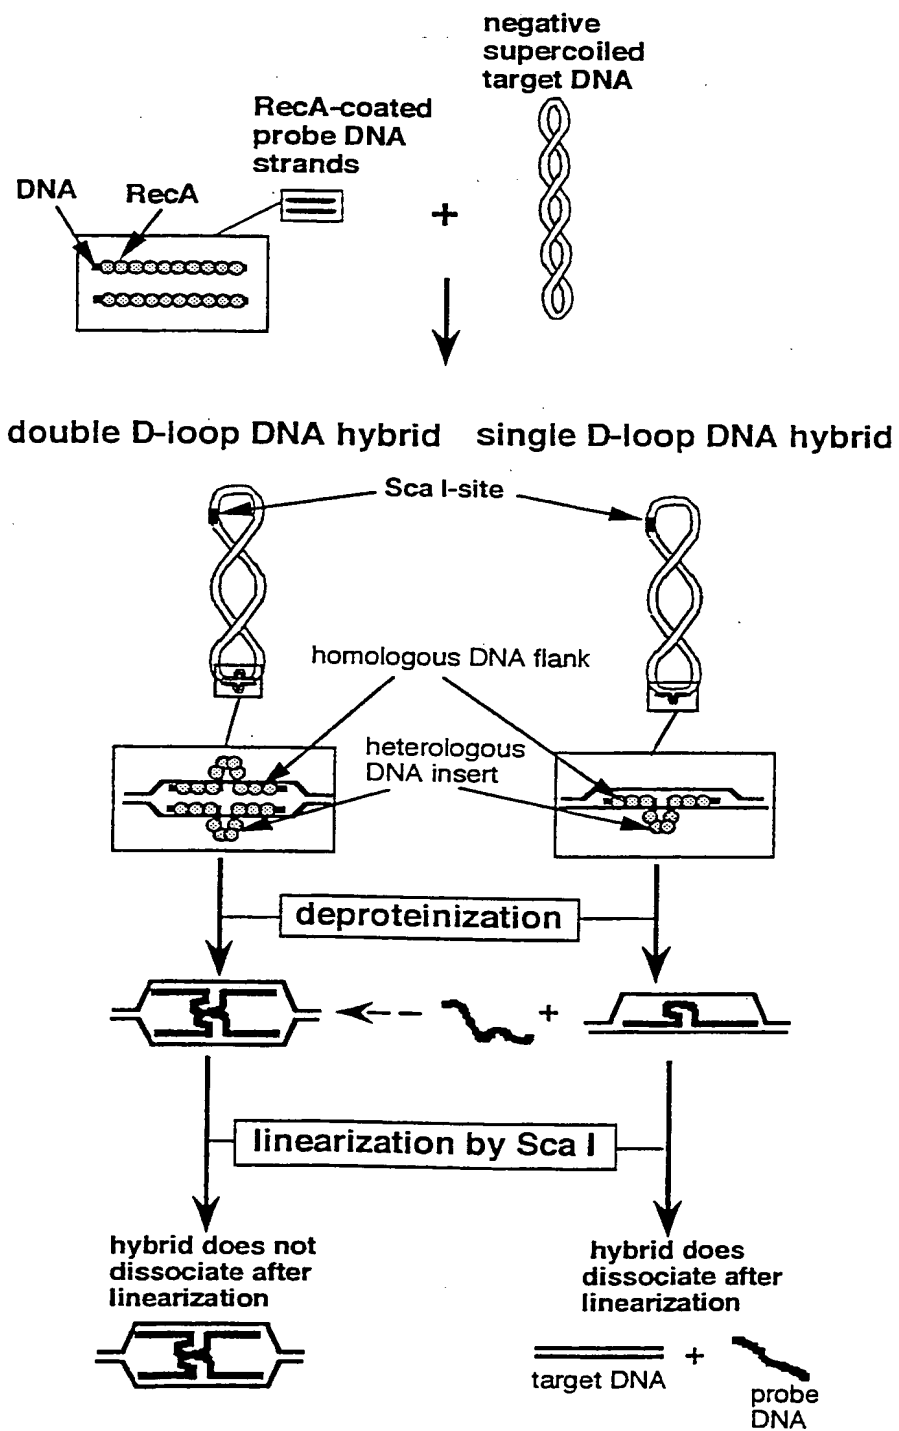 negative
supercoiled
target DNA
RecA-coated
probe DNA
strands
DNA
RecA
+
double D-loop DNA hybrid
single D-loop DNA hybrid
Sca I-site
homologous DNA flank
heterologous
DNA insert
deproteinization
+
linearization by Sca I
hybrid does not
dissociate after
linearization
hybrid does
dissociate after
linearization
+
target DNA
probe
DNA